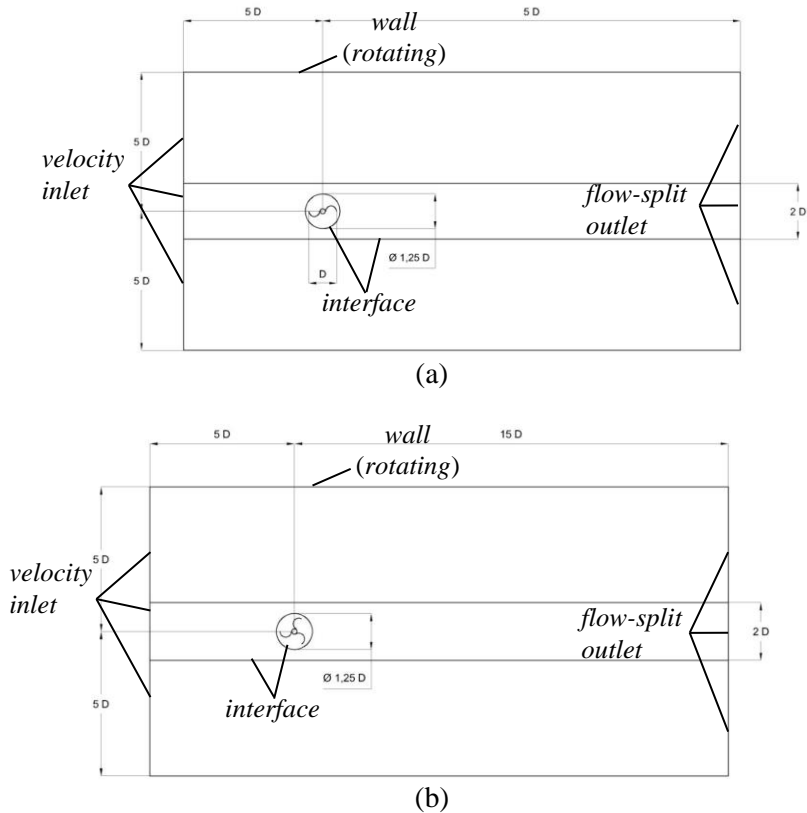 5 D
wall
5 D
(rotating)
5 D
velocity
inlet
flow-split
outlet
2 D
Ø 1,25 D
D
5 D
interface
(a)
5 D
wall
15 D
(rotating)
5 D
velocity
inlet
flow-split
outlet
2 D
Ø 1,25 D
interface
5 D
(b)